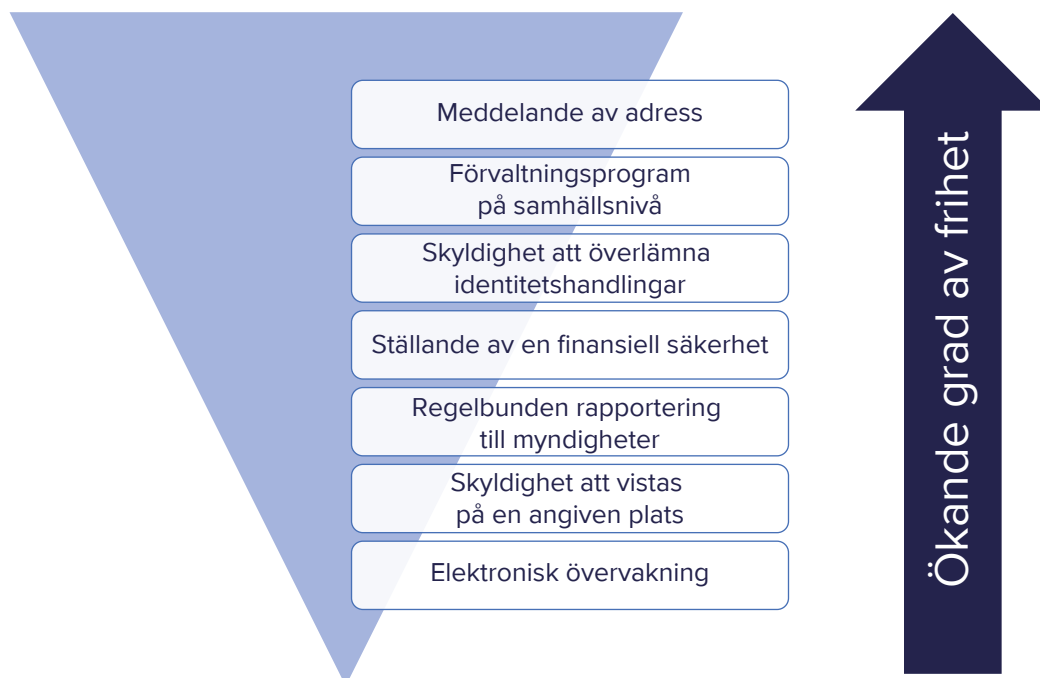 Meddelande av adress
Förvaltningsprogram
på samhällsnivå
Skyldighet att överlämna
identitetshandlingar
Ställande av en finansiell säkerhet
Regelbunden rapportering
till myndigheter
Skyldighet att vistas
på en angiven plats
Elektronisk övervakning
Ökande grad av frihet